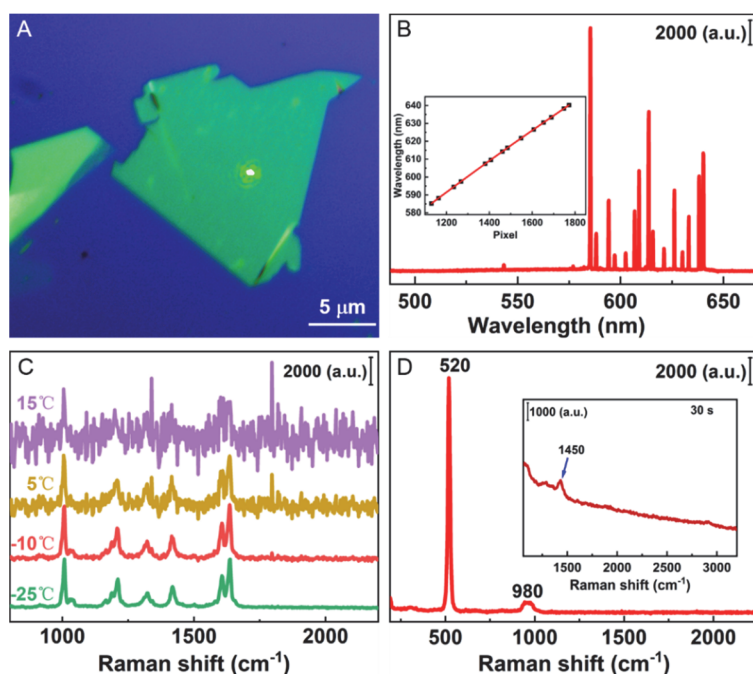 A
5 μm
B
2000 (a.u.)
Wavelength (nm)
640
630
620
610
600
590
580
1200
1400
1600
1800
Pixel
500
550
600
650
Wavelength (nm)
C
2000 (a.u.)
15℃
5℃
-10℃
-25℃
1000
1500
2000
Raman shift (cm-1)
D
520
2000 (a.u.)
1000 (a.u.)
30 s
1450
1500
2000
2500
3000
Raman shift (cm-1)
980
500
1000
1500
2000
Raman shift (cm-1)